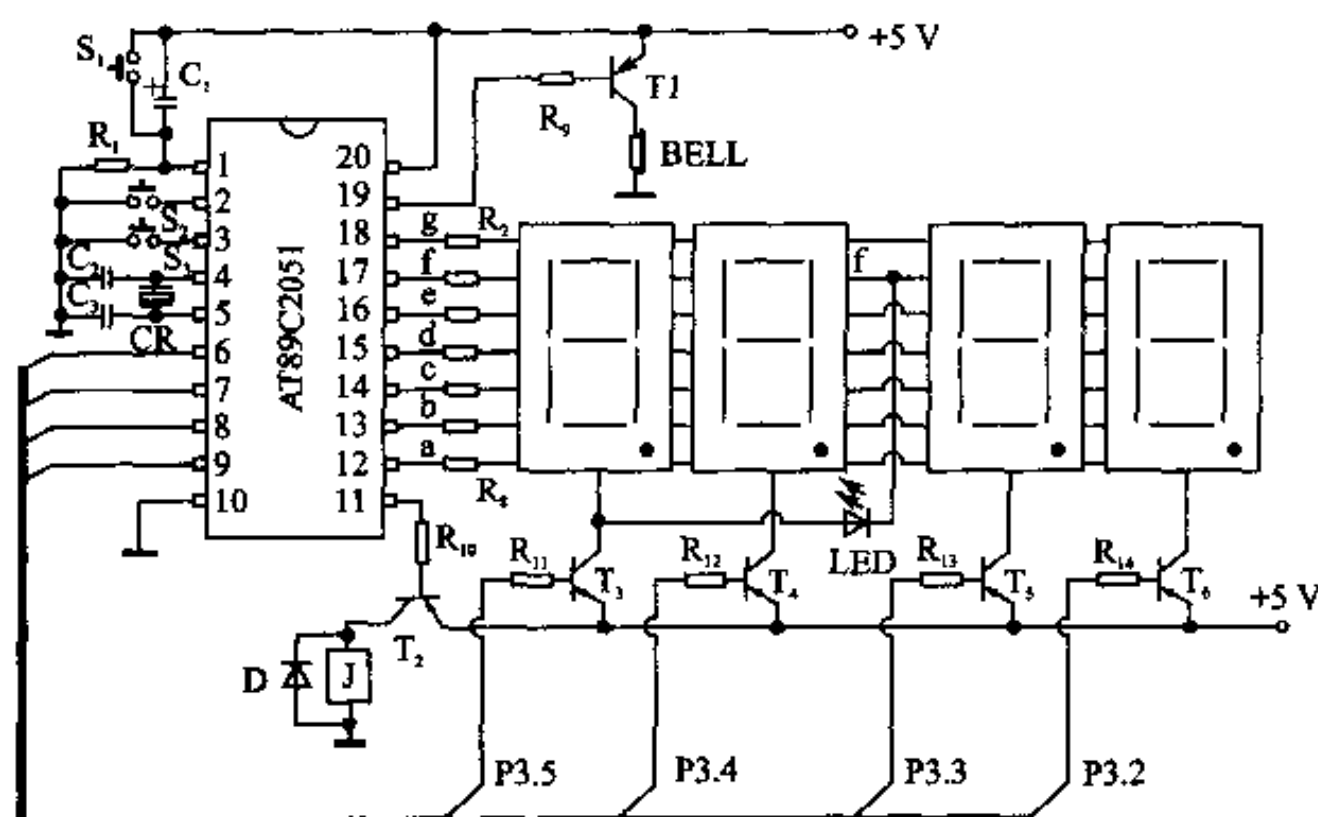 +5 V
S₁
+
C₁
T1
R₉
BELL
R₁
1
20
2
19
S₂
3
18
g
R₂
S₃
C₂
4
17
f
f
C₃
5
16
e
CR
6
15
d
7
14
c
8
13
b
9
12
a
R₈
10
11
AT89C2051
R₁₀
R₁₁
T₃
R₁₂
T₄
LED
R₁₃
T₅
R₁₄
T₆
+5 V
T₂
D
J
P3.5
P3.4
P3.3
P3.2